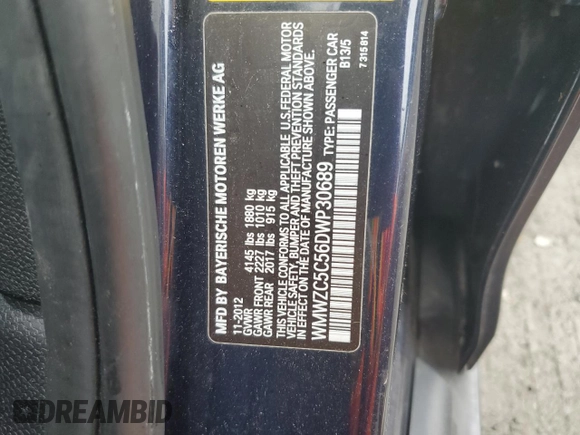 MFD BY BAYERISCHE MOTOREN WERKE AG
11-2012
GVWR 4145 lbs 1880 kg
GAWR FRONT 2227 lbs 1010 kg
GAWR REAR 2017 lbs 915 kg
THIS VEHICLE CONFORMS TO ALL APPLICABLE U.S. FEDERAL MOTOR
VEHICLE SAFETY, BUMPER AND THEFT PREVENTION STANDARDS
IN EFFECT ON THE DATE OF MANUFACTURE SHOWN ABOVE.
WMWZC5C56DWP30689 TYPE: PASSENGER CAR
B13/5
7 315 814
DREAMBID